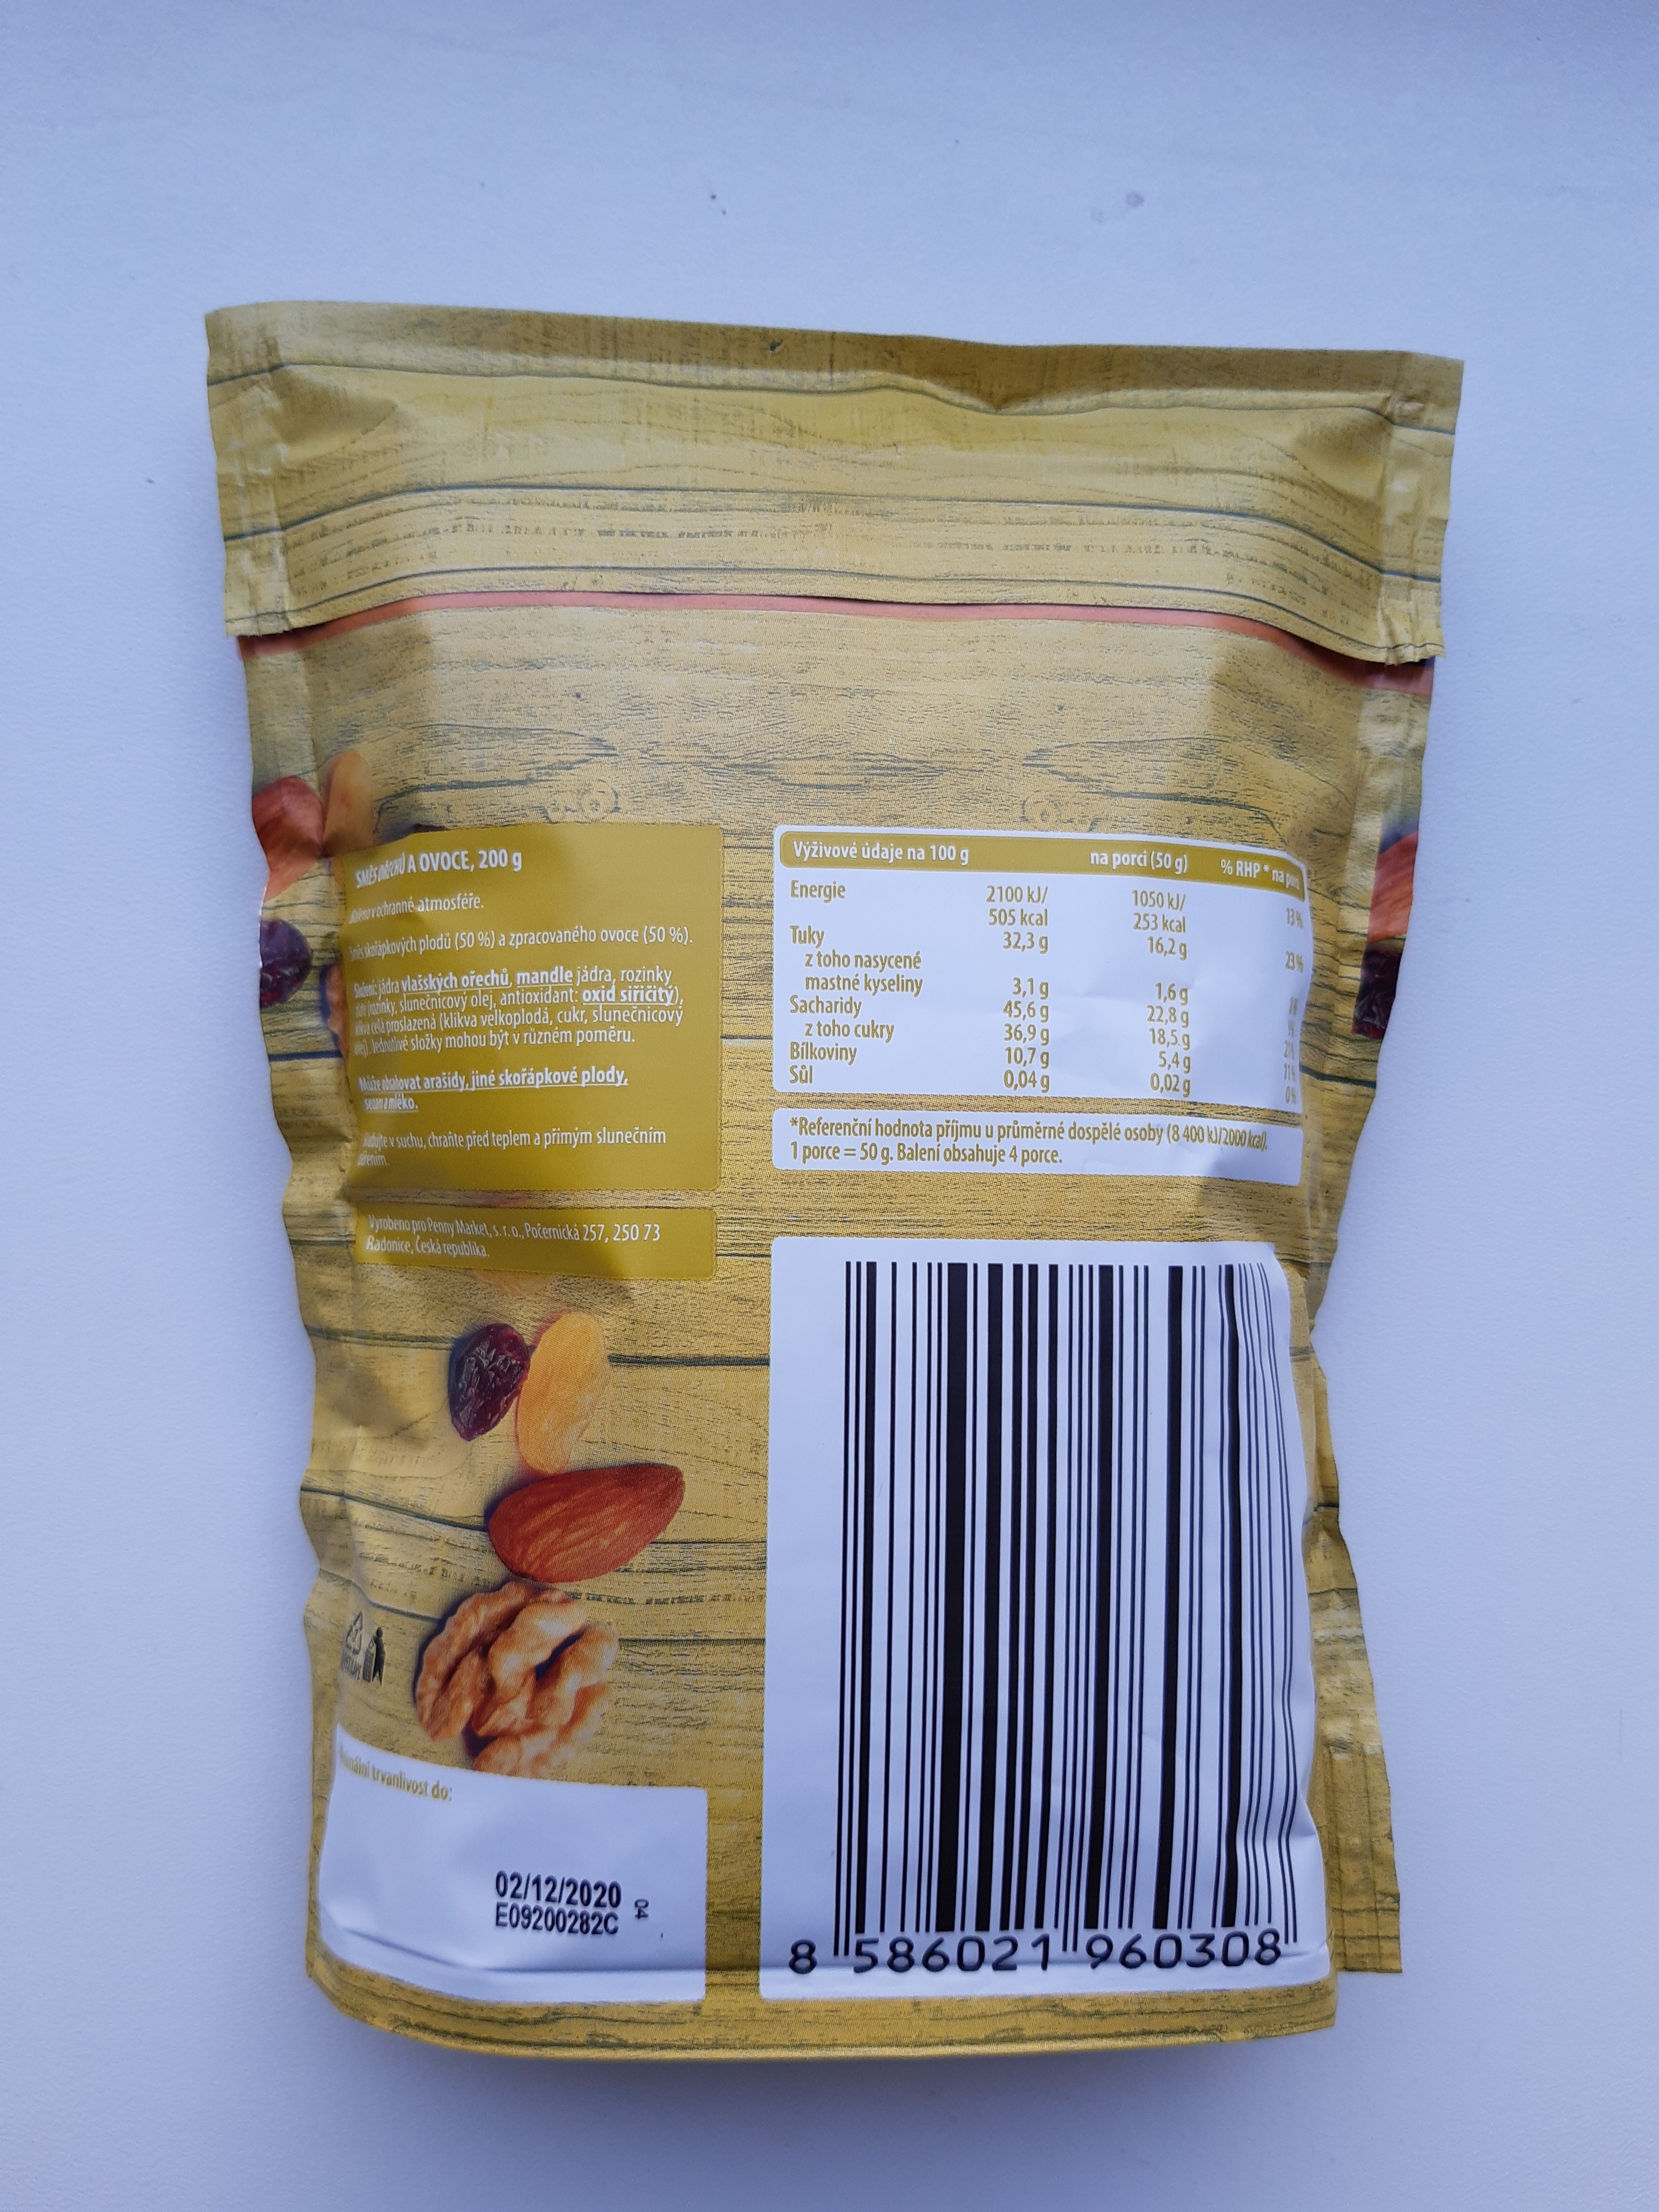 SMĚS OŘECHŮ A OVOCE, 200 g
Baleno v ochranné atmosféře.
Směs skořápkových plodů (50 %) a zpracovaného ovoce (50 %).
Složení: jádra vlašských ořechů, mandle jádra, rozinky
(rozinky, slunečnicový olej, antioxidant: oxid siřičitý),
klikva celá proslazená (klikva velkoplodá, cukr, slunečnicový
olej). Jednotlivé složky mohou být v různém poměru.
Může obsahovat arašídy, jiné skořápkové plody,
sezam a mléko.
Skladujte v suchu, chraňte před teplem a přímým slunečním
zářením.
Vyrobeno pro Penny Market, s. r. o., Počernická 257, 250 73
Radonice, Česká republika.
Výživové údaje na 100 g na porci (50 g) % RHP * na
Energie 2100 kJ/ 1050 kJ/ 13 %
505 kcal 253 kcal
Tuky 32,3 g 16,2 g 23 %
z toho nasycené
mastné kyseliny 3,1 g 1,6 g
Sacharidy 45,6 g 22,8 g
z toho cukry 36,9 g 18,5 g
Bílkoviny 10,7 g 5,4 g 11%
Sůl 0,04 g 0,02 g 0%
*Referenční hodnota příjmu u průměrné dospělé osoby (8 400 kJ/2000 kcal).
1 porce = 50 g. Balení obsahuje 4 porce.
trvanlivost do:
02/12/2020
E09200282C
04
8 586021 960308